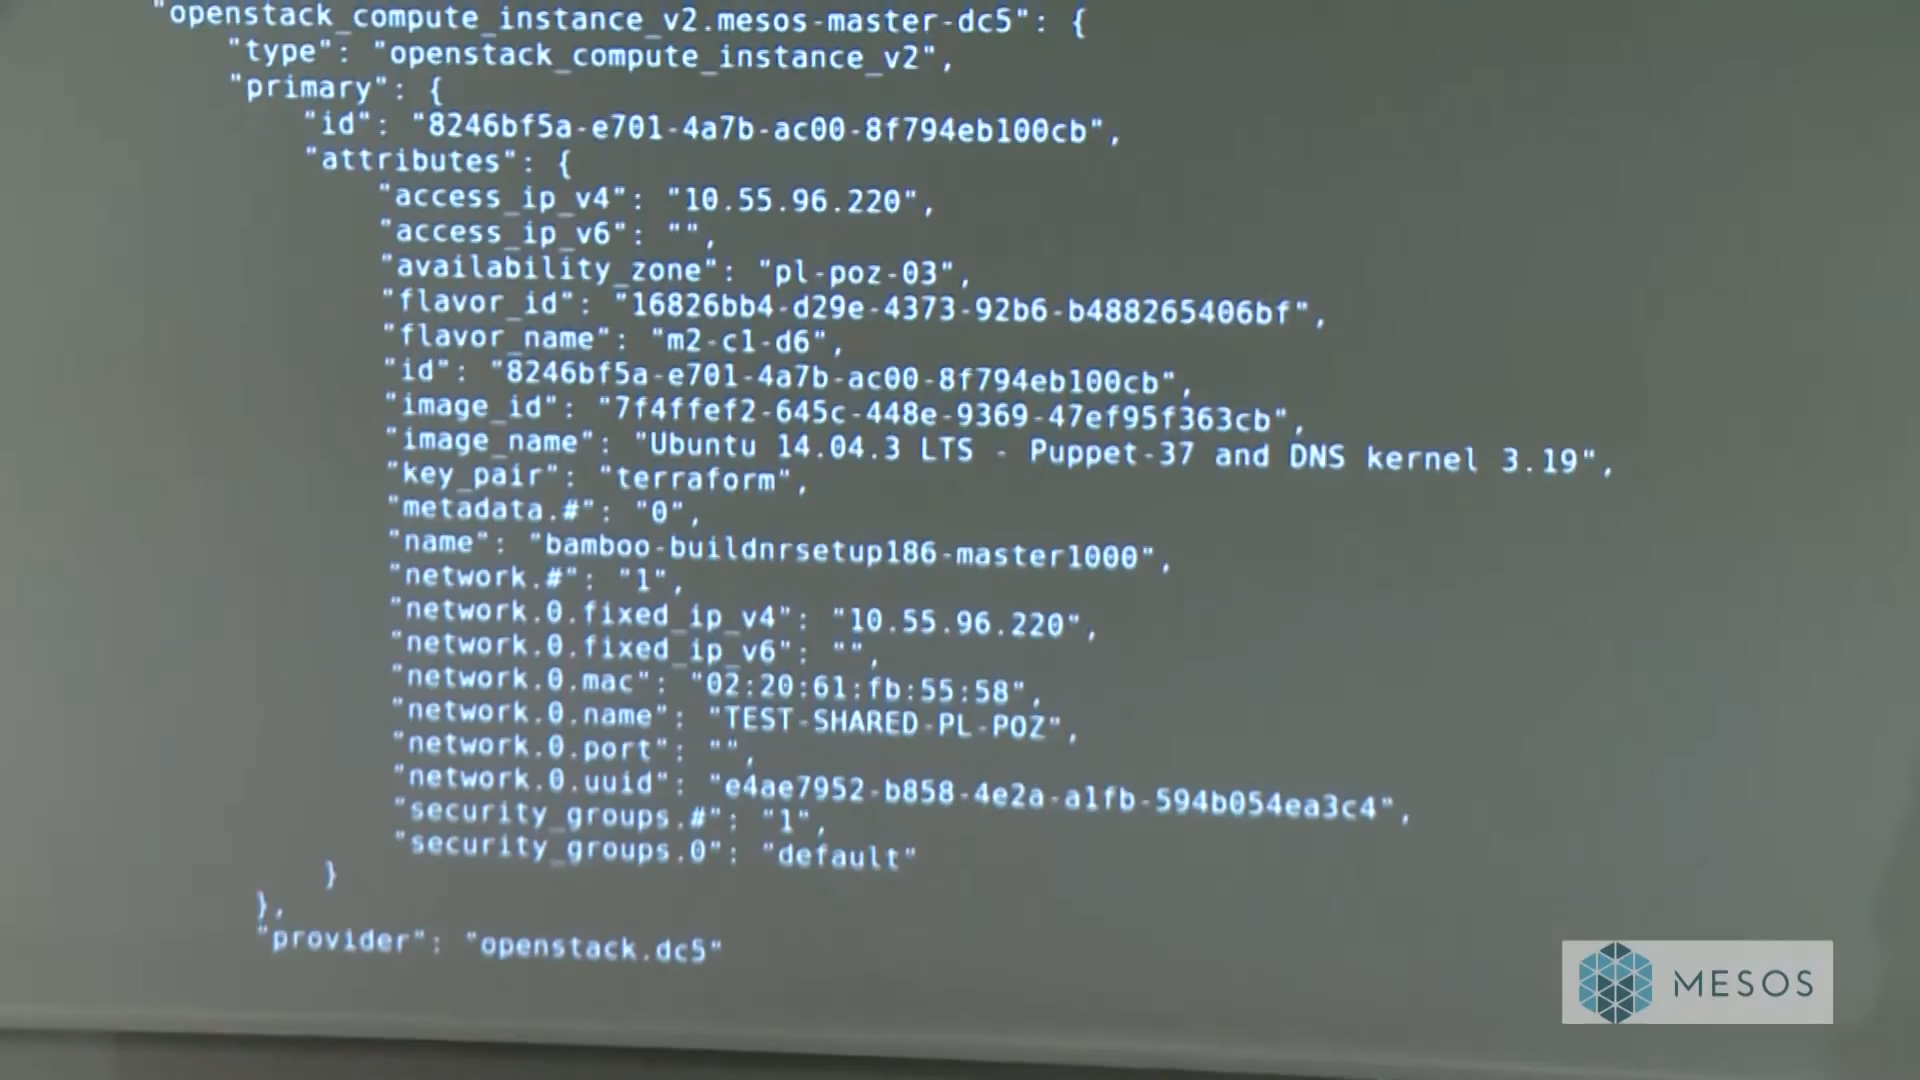 "openstack_compute_instance_v2.mesos-master-dc5": {
"type": "openstack_compute_instance_v2",
"primary": {
"id": "8246bf5a-e701-4a7b-ac00-8f794eb100cb",
"attributes": {
"access_ip_v4": "10.55.96.220",
"access_ip_v6": "",
"availability_zone": "pl-poz-03",
"flavor_id": "16826bb4-d29e-4373-92b6-b488265406bf",
"flavor_name": "m2-c1-d6",
"id": "8246bf5a-e701-4a7b-ac00-8f794eb100cb",
"image_id": "7f4ffef2-645c-448e-9369-47ef95f363cb",
"image_name": "Ubuntu 14.04.3 LTS - Puppet-37 and DNS kernel 3.19",
"key_pair": "terraform",
"metadata.#": "0",
"name": "bamboo-buildnrsetup186-master1000",
"network.#": "1",
"network.0.fixed_ip_v4": "10.55.96.220",
"network.0.fixed_ip_v6": "",
"network.0.mac": "02:20:61:fb:55:58",
"network.0.name": "TEST-SHARED-PL-POZ",
"network.0.port": "",
"network.0.uuid": "e4ae7952-b858-4e2a-a1fb-594b054ea3c4",
"security_groups.#": "1",
"security_groups.0": "default"
}
},
"provider": "openstack.dc5"
MESOS